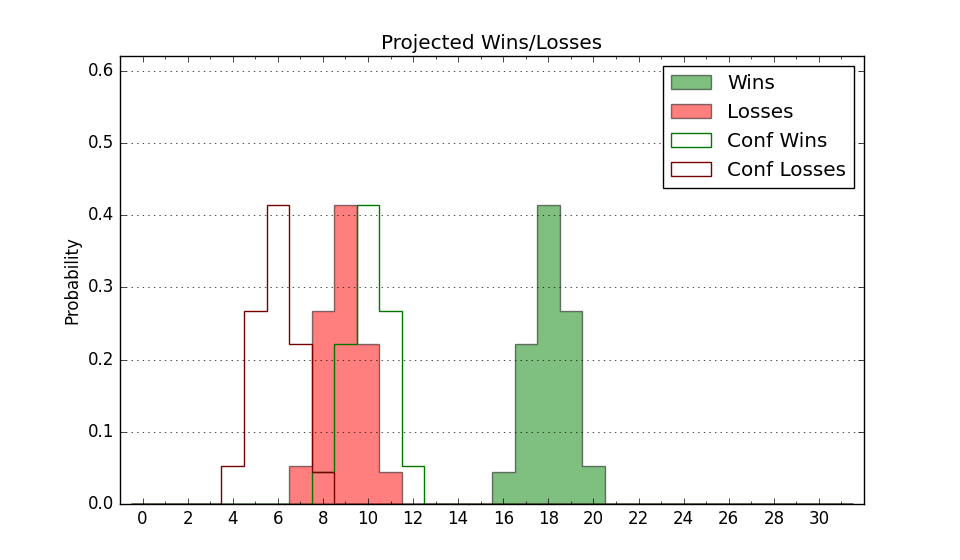 Projected Wins/Losses
0.6
0.5
0.4
0.3
0.2
0.1
0.0
Probability
Wins
Losses
Conf Wins
Conf Losses
0 2 4 6 8 10 12 14 16 18 20 22 24 26 28 30